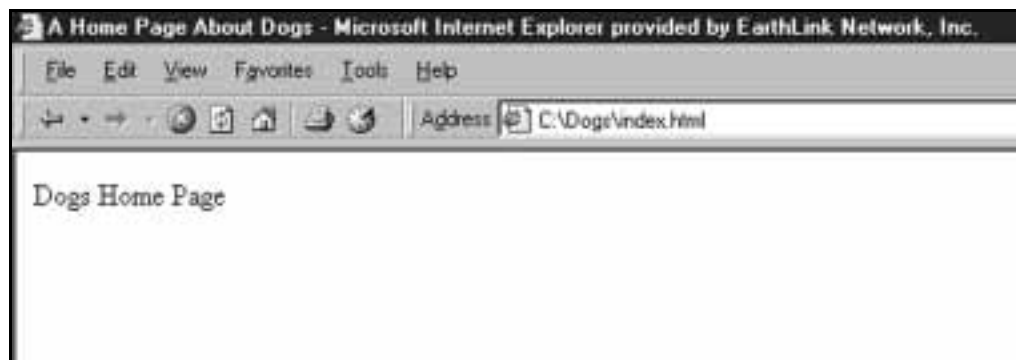 A Home Page About Dogs - Microsoft Internet Explorer provided by EarthLink Network, Inc.
File Edit View Favorites Tools Help
Address C:\Dogs\index.html
Dogs Home Page